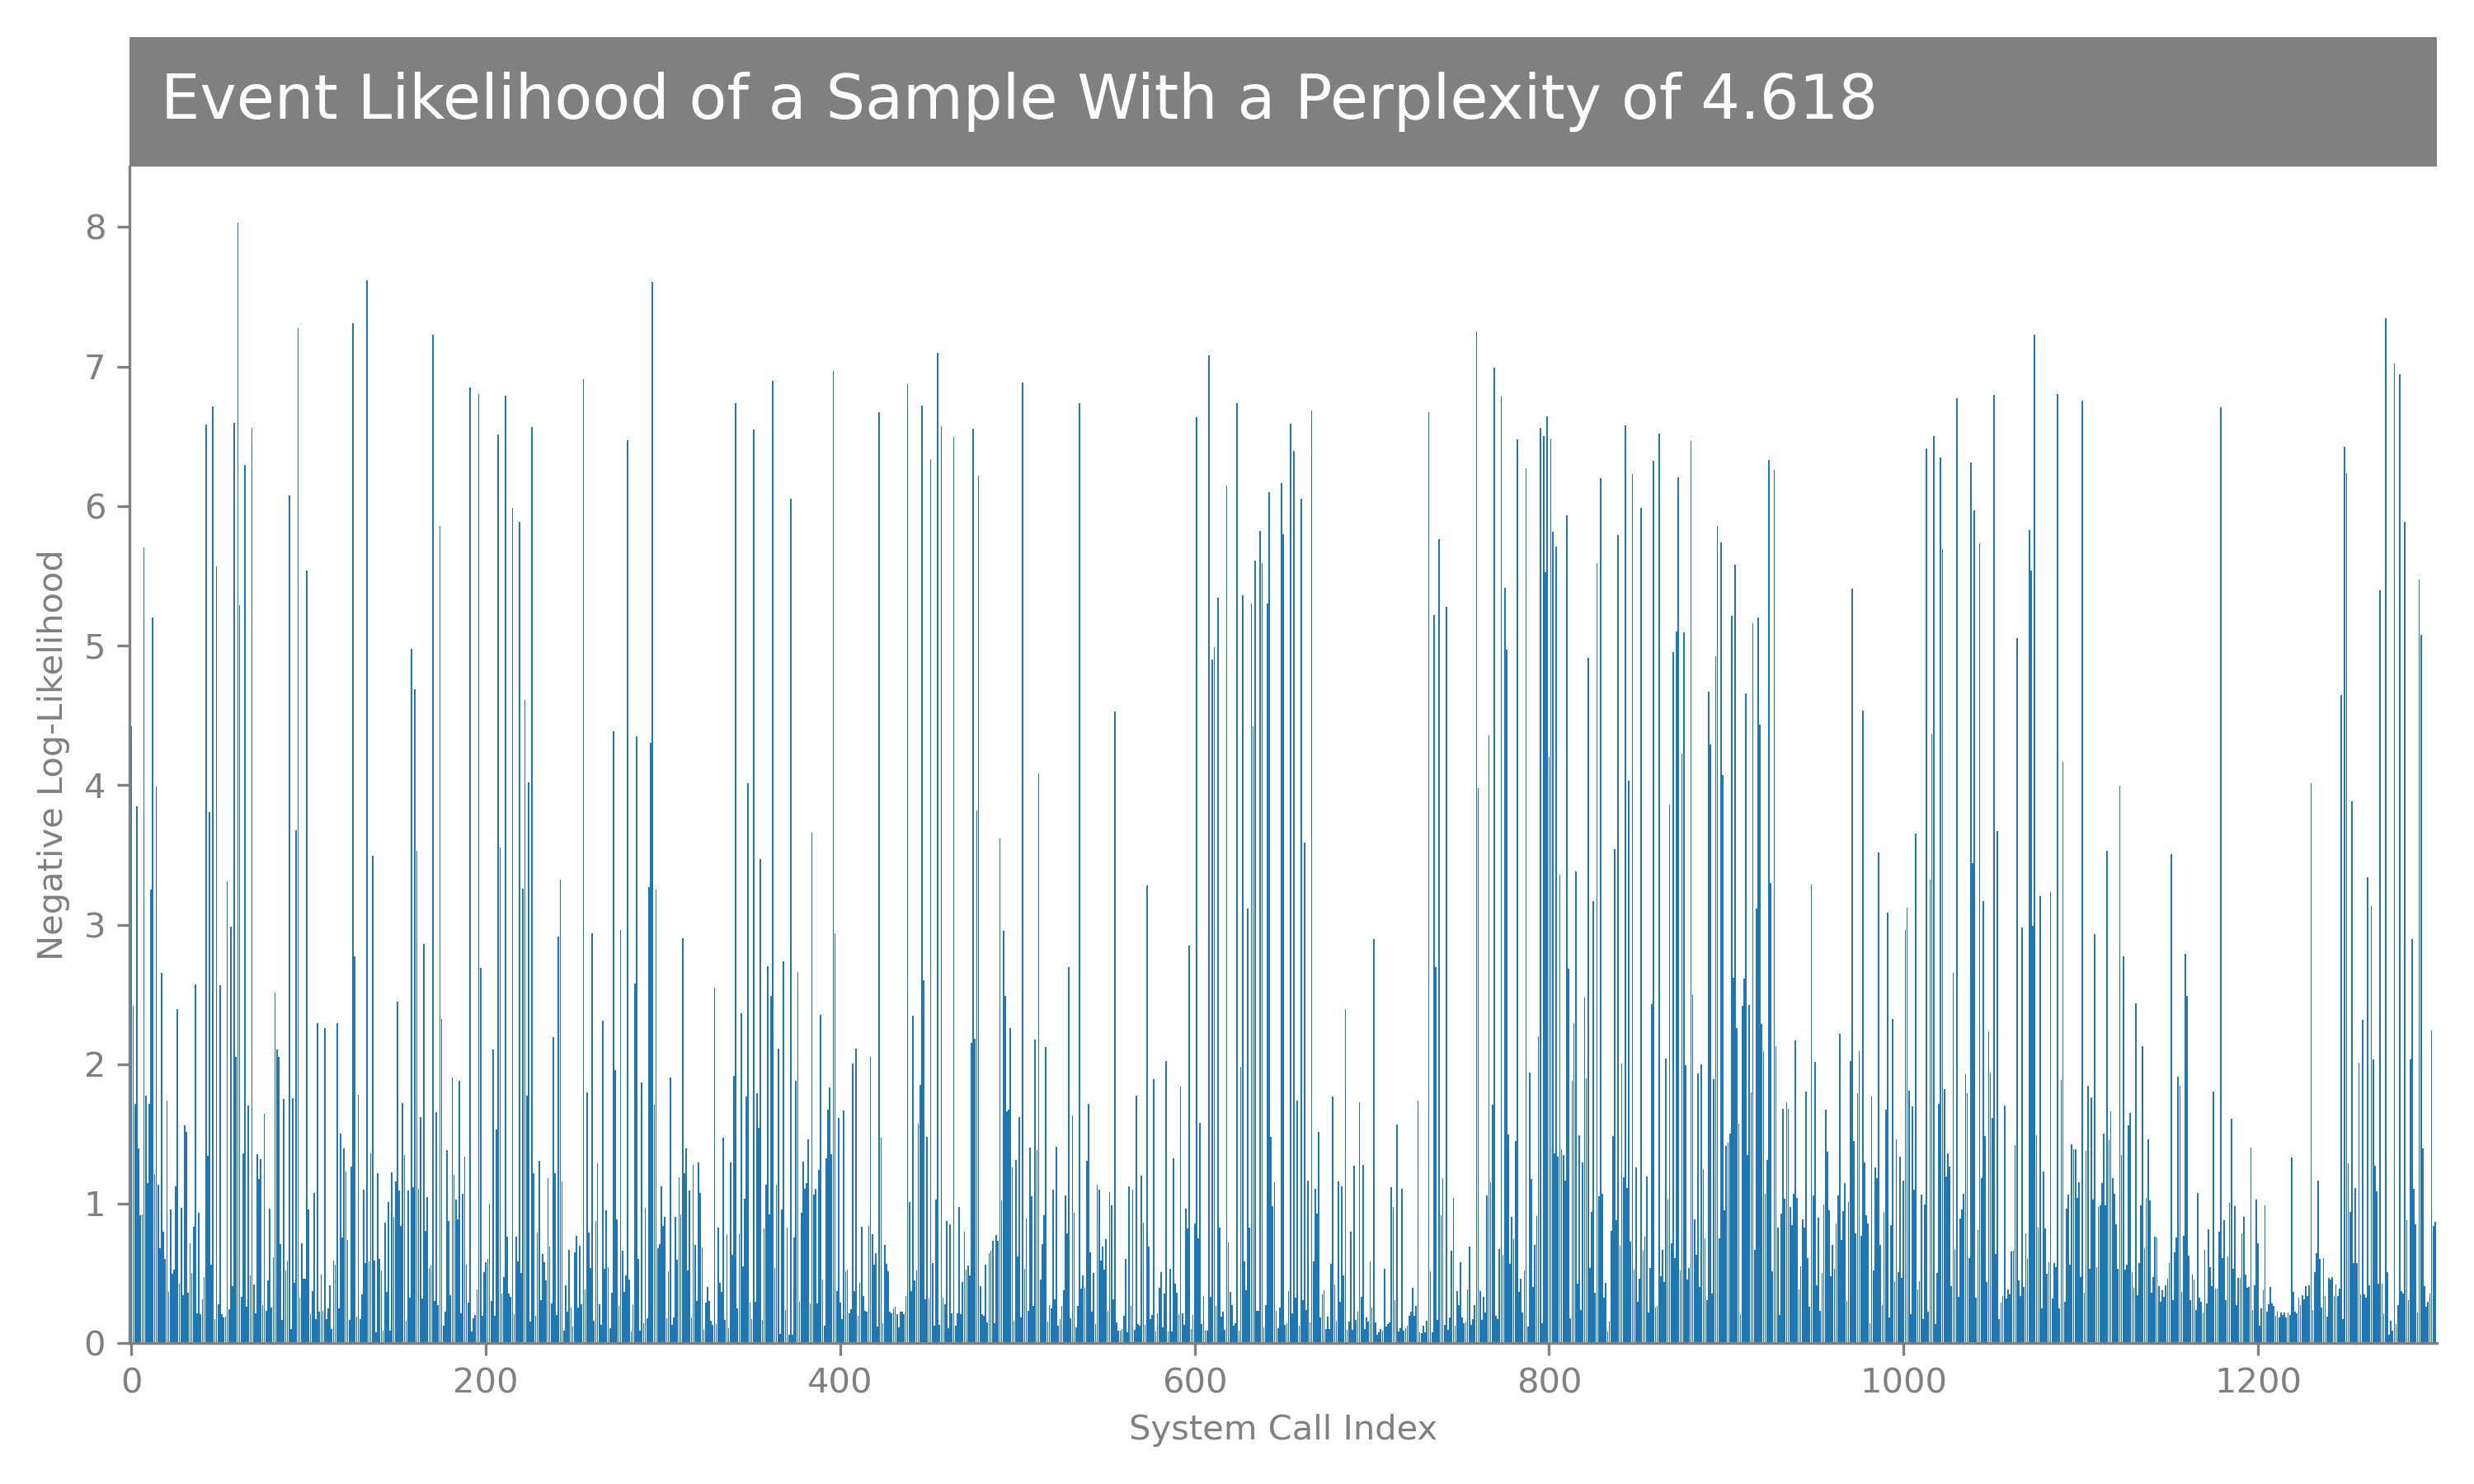 Event Likelihood of a Sample With a Perplexity of 4.618
8
7
6
5
4
3
2
1
0
Negative Log-Likelihood
0 200 400 600 800 1000 1200
System Call Index